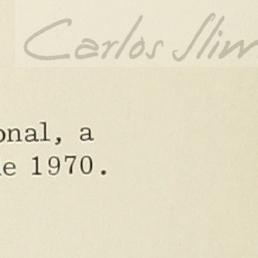 Carlos Slim
onal, a
e 1970.